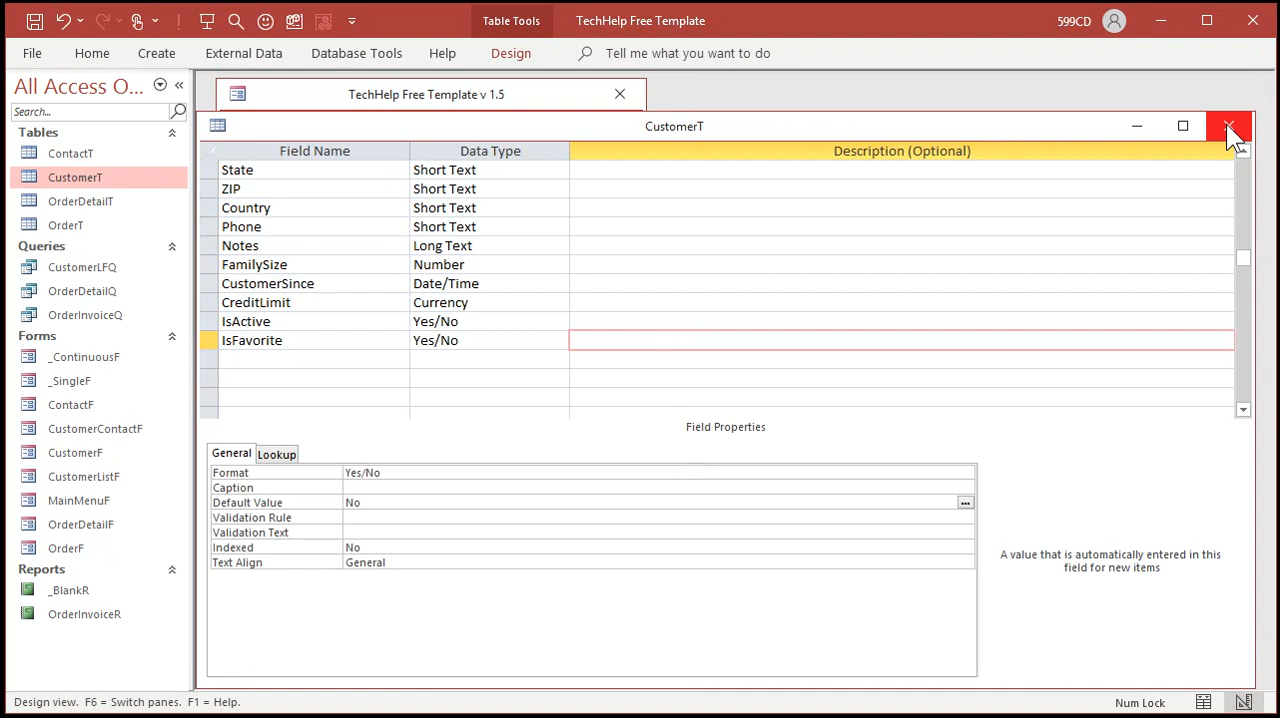 Table Tools
TechHelp Free Template
599CD
File
Home
Create
External Data
Database Tools
Help
Design
Tell me what you want to do
All Access O...
Search...
Tables
ContactT
CustomerT
OrderDetailT
OrderT
Queries
CustomerLFQ
OrderDetailQ
OrderInvoiceQ
Forms
_ContinuousF
_SingleF
ContactF
CustomerContactF
CustomerF
CustomerListF
MainMenuF
OrderDetailF
OrderF
Reports
_BlankR
OrderInvoiceR
TechHelp Free Template v 1.5
CustomerT
Field Name Data Type Description (Optional)
State Short Text
ZIP Short Text
Country Short Text
Phone Short Text
Notes Long Text
FamilySize Number
CustomerSince Date/Time
CreditLimit Currency
IsActive Yes/No
IsFavorite Yes/No
Field Properties
General Lookup
Format Yes/No
Caption
Default Value No
Validation Rule
Validation Text
Indexed No
Text Align General
A value that is automatically entered in this
field for new items
Design view. F6 = Switch panes. F1 = Help.
Num Lock